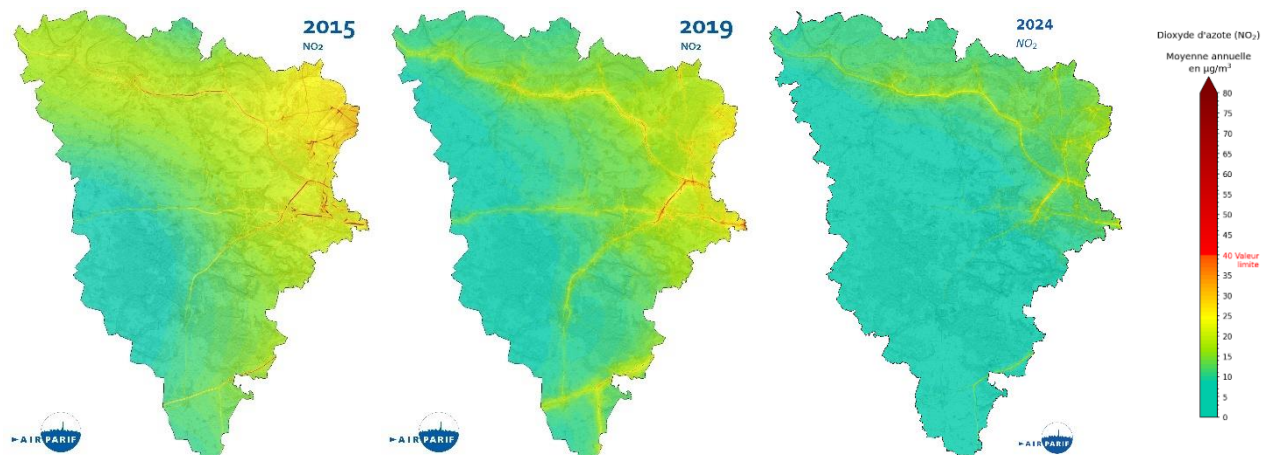 2015
NO₂
2019
NO₂
2024
NO₂
Dioxyde d'azote (NO₂)
Moyenne annuelle
en µg/m³
80
75
70
65
60
55
50
45
40 Valeur
limite
35
30
25
20
15
10
5
0
AIRPARIF
AIRPARIF
AIRPARIF